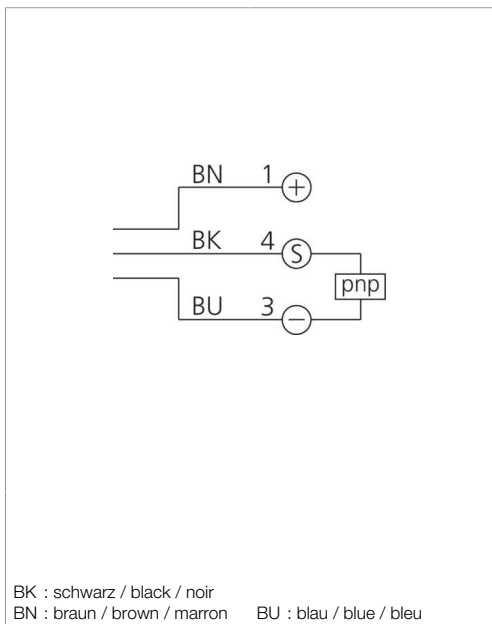 BN 1 +
BK 4 S
pnp
BU 3 −
BK : schwarz / black / noir
BN : braun / brown / marron BU : blau / blue / bleu